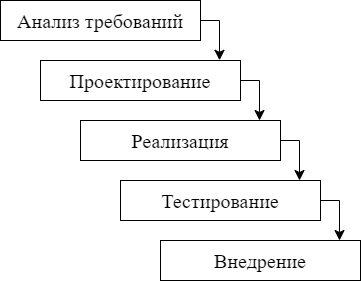 Анализ требований
Проектирование
Реализация
Тестирование
Внедрение